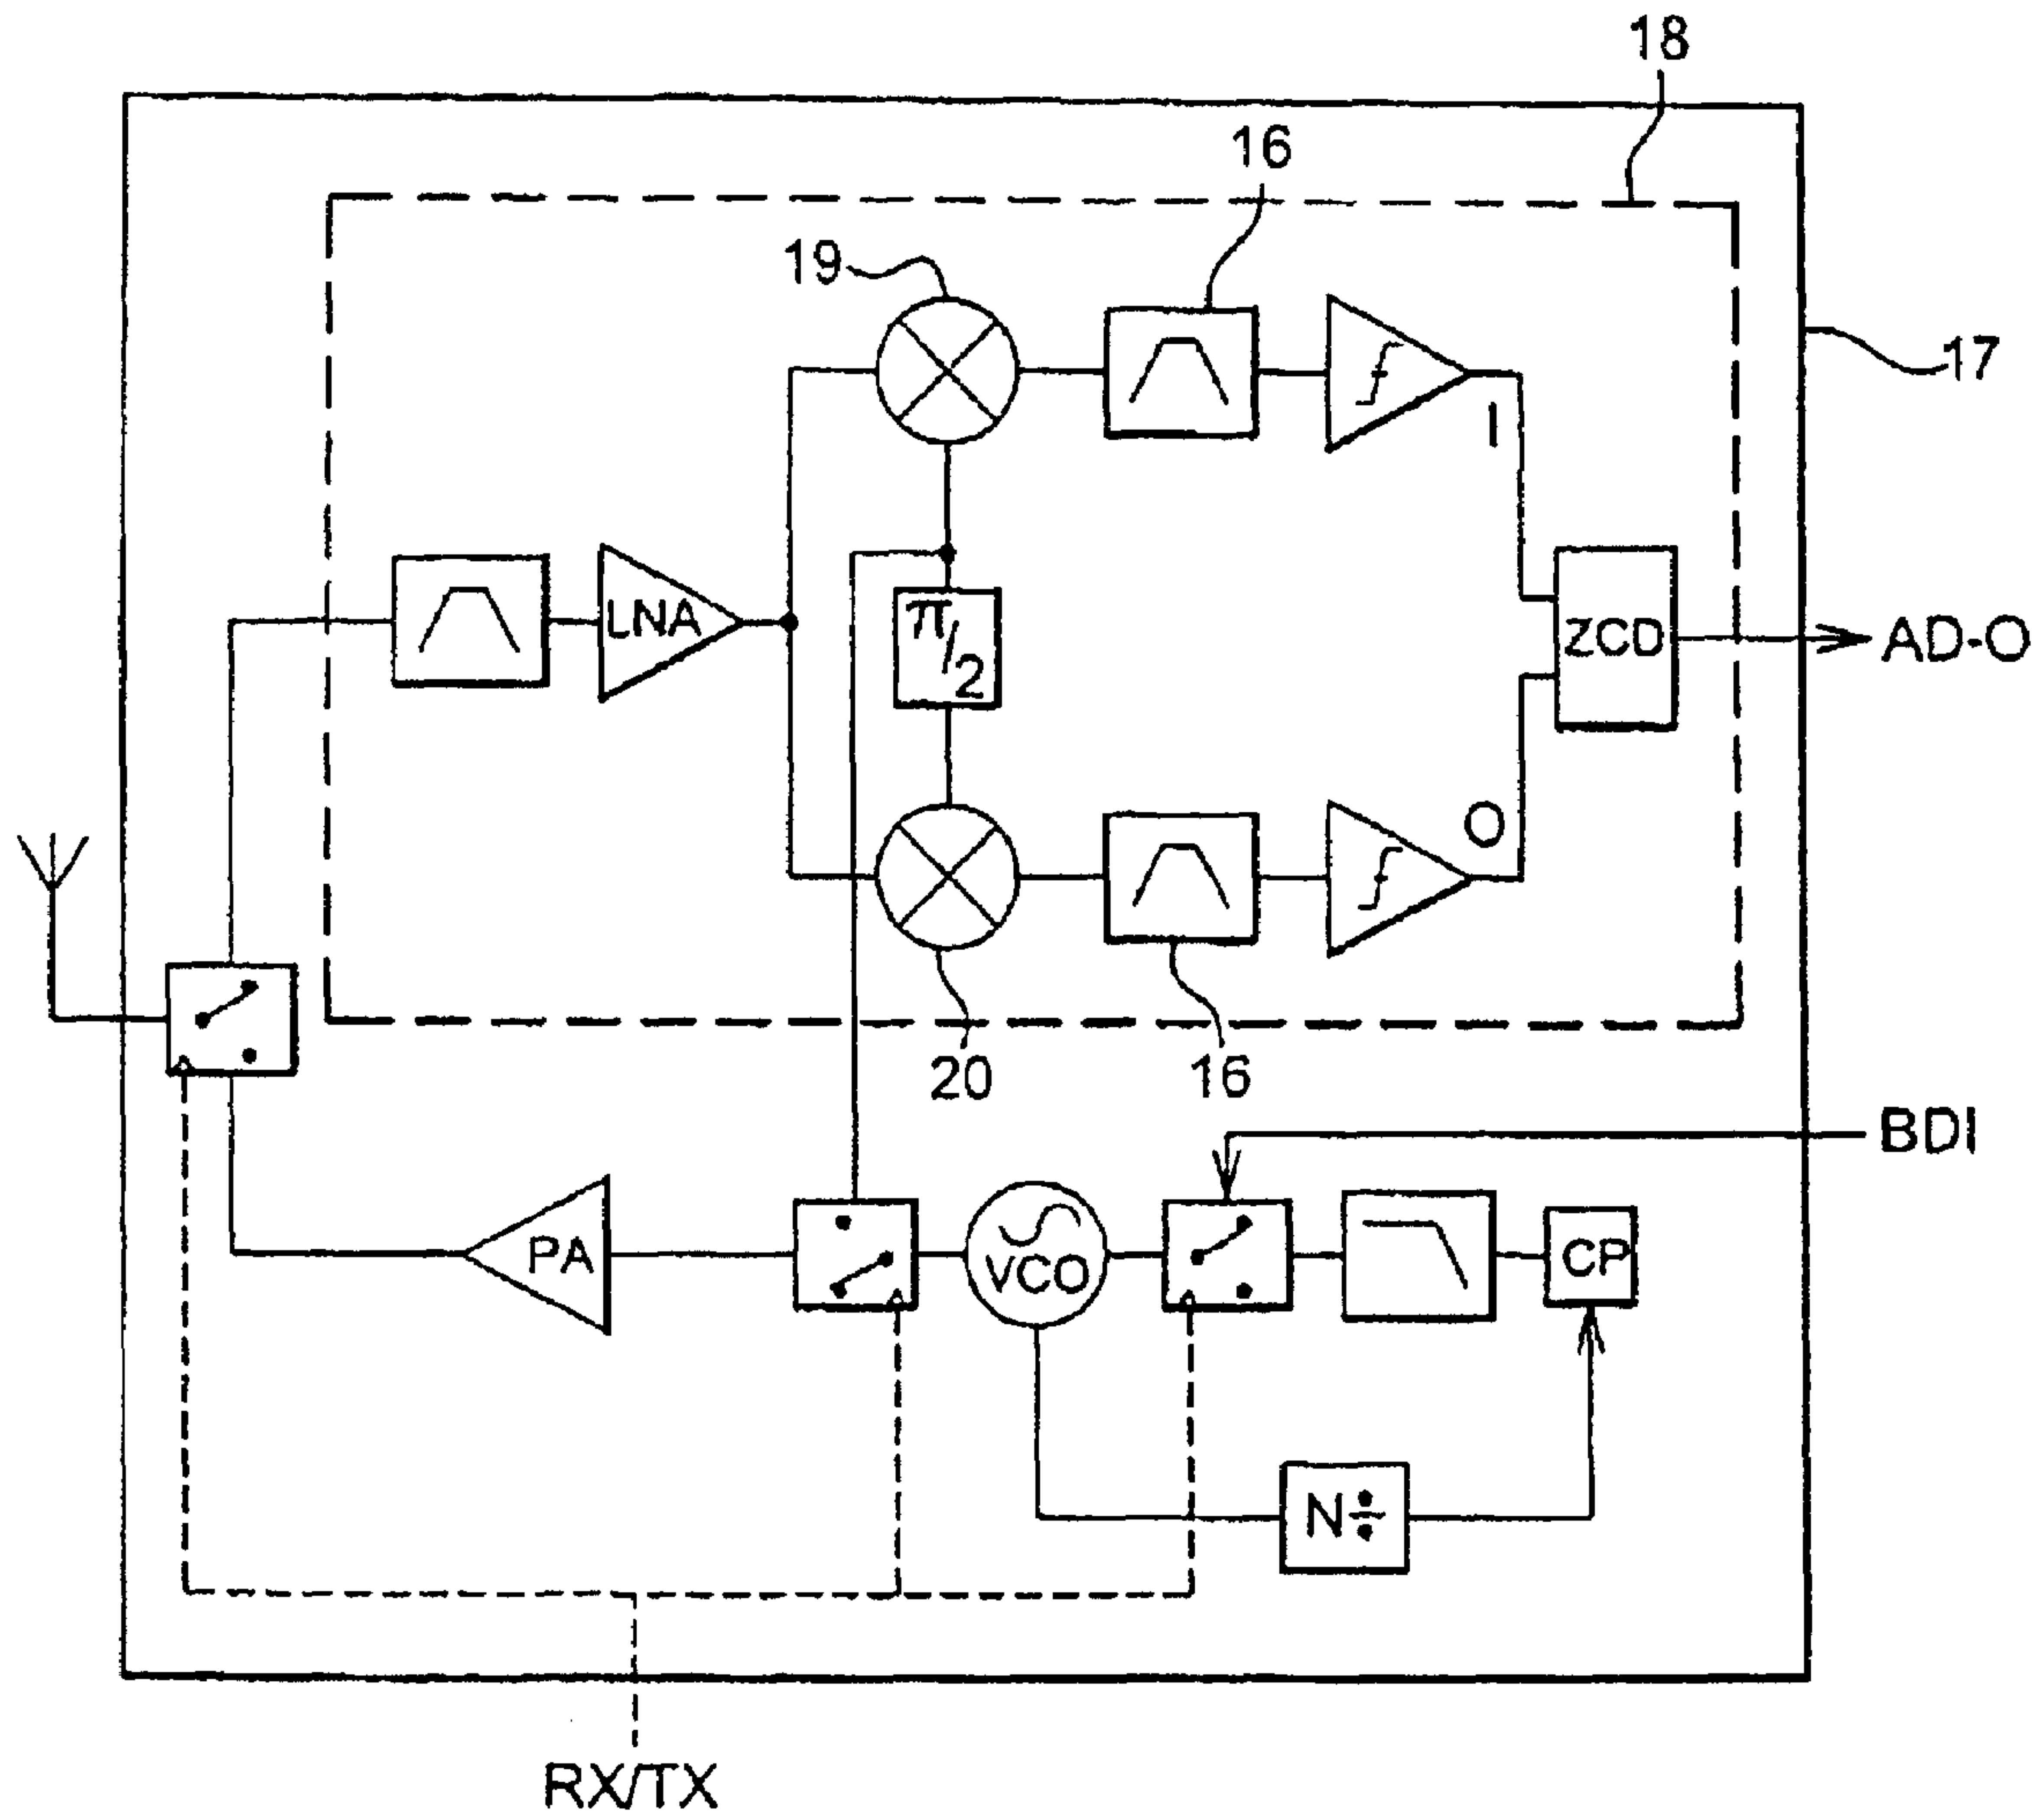 18
16
19
17
I
LNA
π/2
ZCD
AD-O
O
20
16
BDI
PA
VCO
CP
N÷
RX/TX